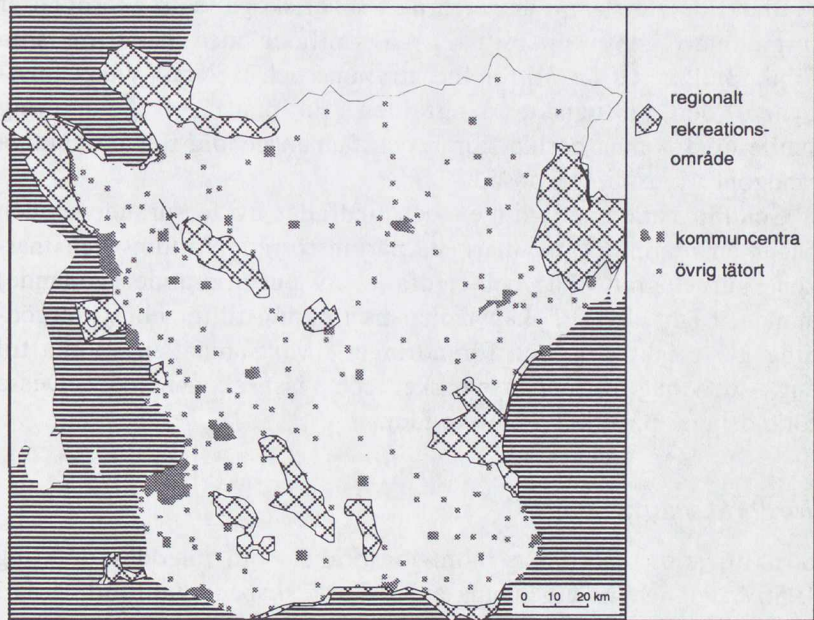 regionalt
rekreations-
område
kommuncentra
övrig tätort
0 10 20 km